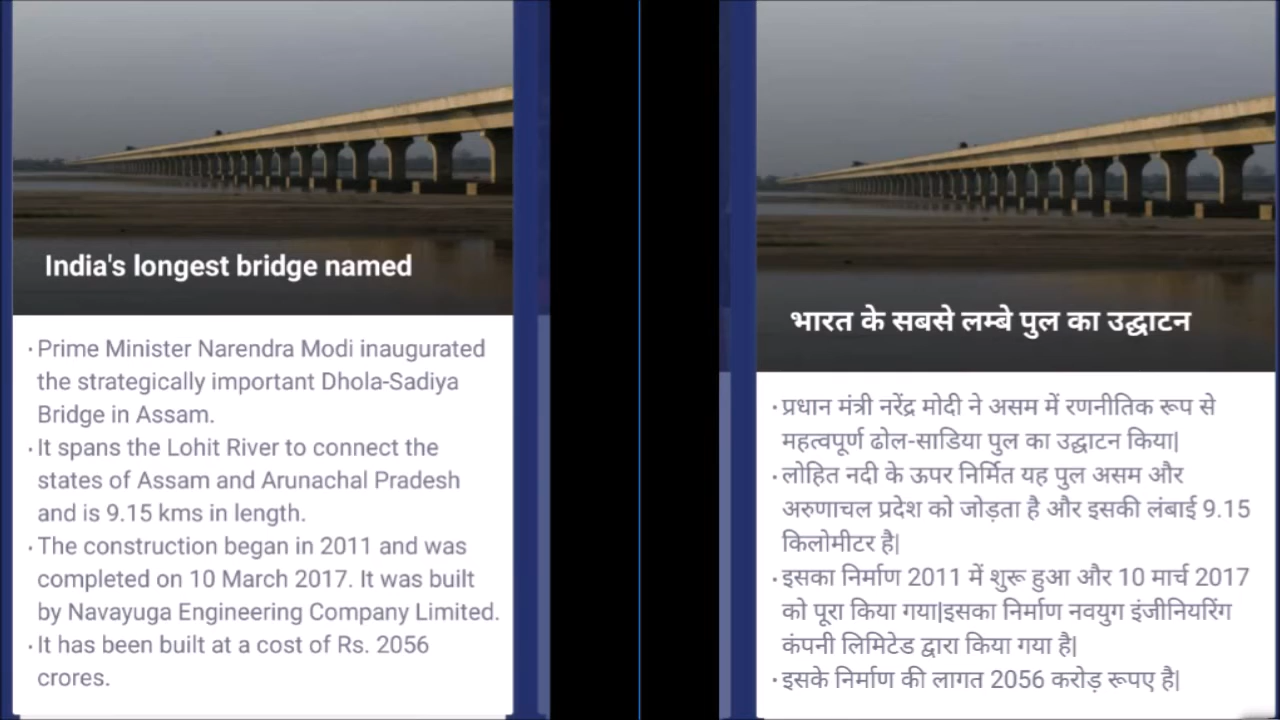 India's longest bridge named
· Prime Minister Narendra Modi inaugurated
the strategically important Dhola-Sadiya
Bridge in Assam.
· It spans the Lohit River to connect the
states of Assam and Arunachal Pradesh
and is 9.15 kms in length.
· The construction began in 2011 and was
completed on 10 March 2017. It was built
by Navayuga Engineering Company Limited.
· It has been built at a cost of Rs. 2056
crores.
भारत के सबसे लम्बे पुल का उद्घाटन
· प्रधान मंत्री नरेंद्र मोदी ने असम में रणनीतिक रूप से
महत्वपूर्ण ढोल-साडिया पुल का उद्घाटन किया|
· लोहित नदी के ऊपर निर्मित यह पुल असम और
अरुणाचल प्रदेश को जोड़ता है और इसकी लंबाई 9.15
किलोमीटर है|
· इसका निर्माण 2011 में शुरू हुआ और 10 मार्च 2017
को पूरा किया गया|इसका निर्माण नवयुग इंजीनियरिंग
कंपनी लिमिटेड द्वारा किया गया है|
· इसके निर्माण की लागत 2056 करोड़ रूपए है|